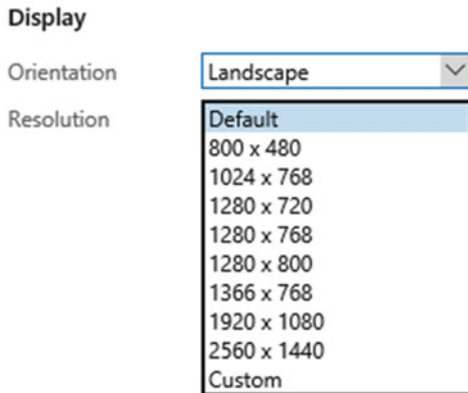 Display
Orientation Landscape
Resolution Default
800 x 480
1024 x 768
1280 x 720
1280 x 768
1280 x 800
1366 x 768
1920 x 1080
2560 x 1440
Custom